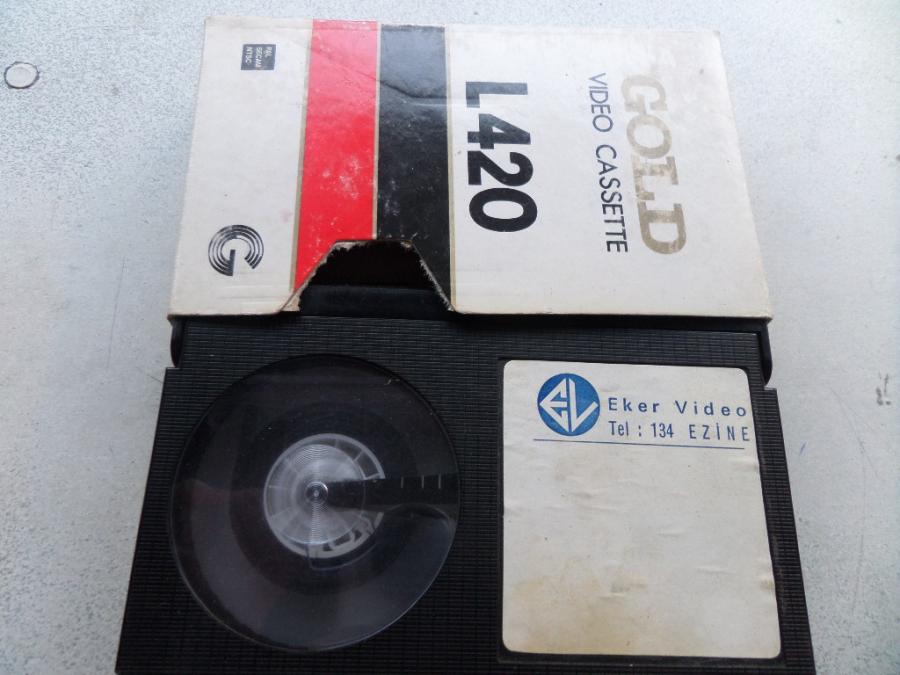 GOLD
VIDEO CASSETTE
L420
PAL
SECAM
NTSC
G
Eker Video
Tel : 134 EZİNE